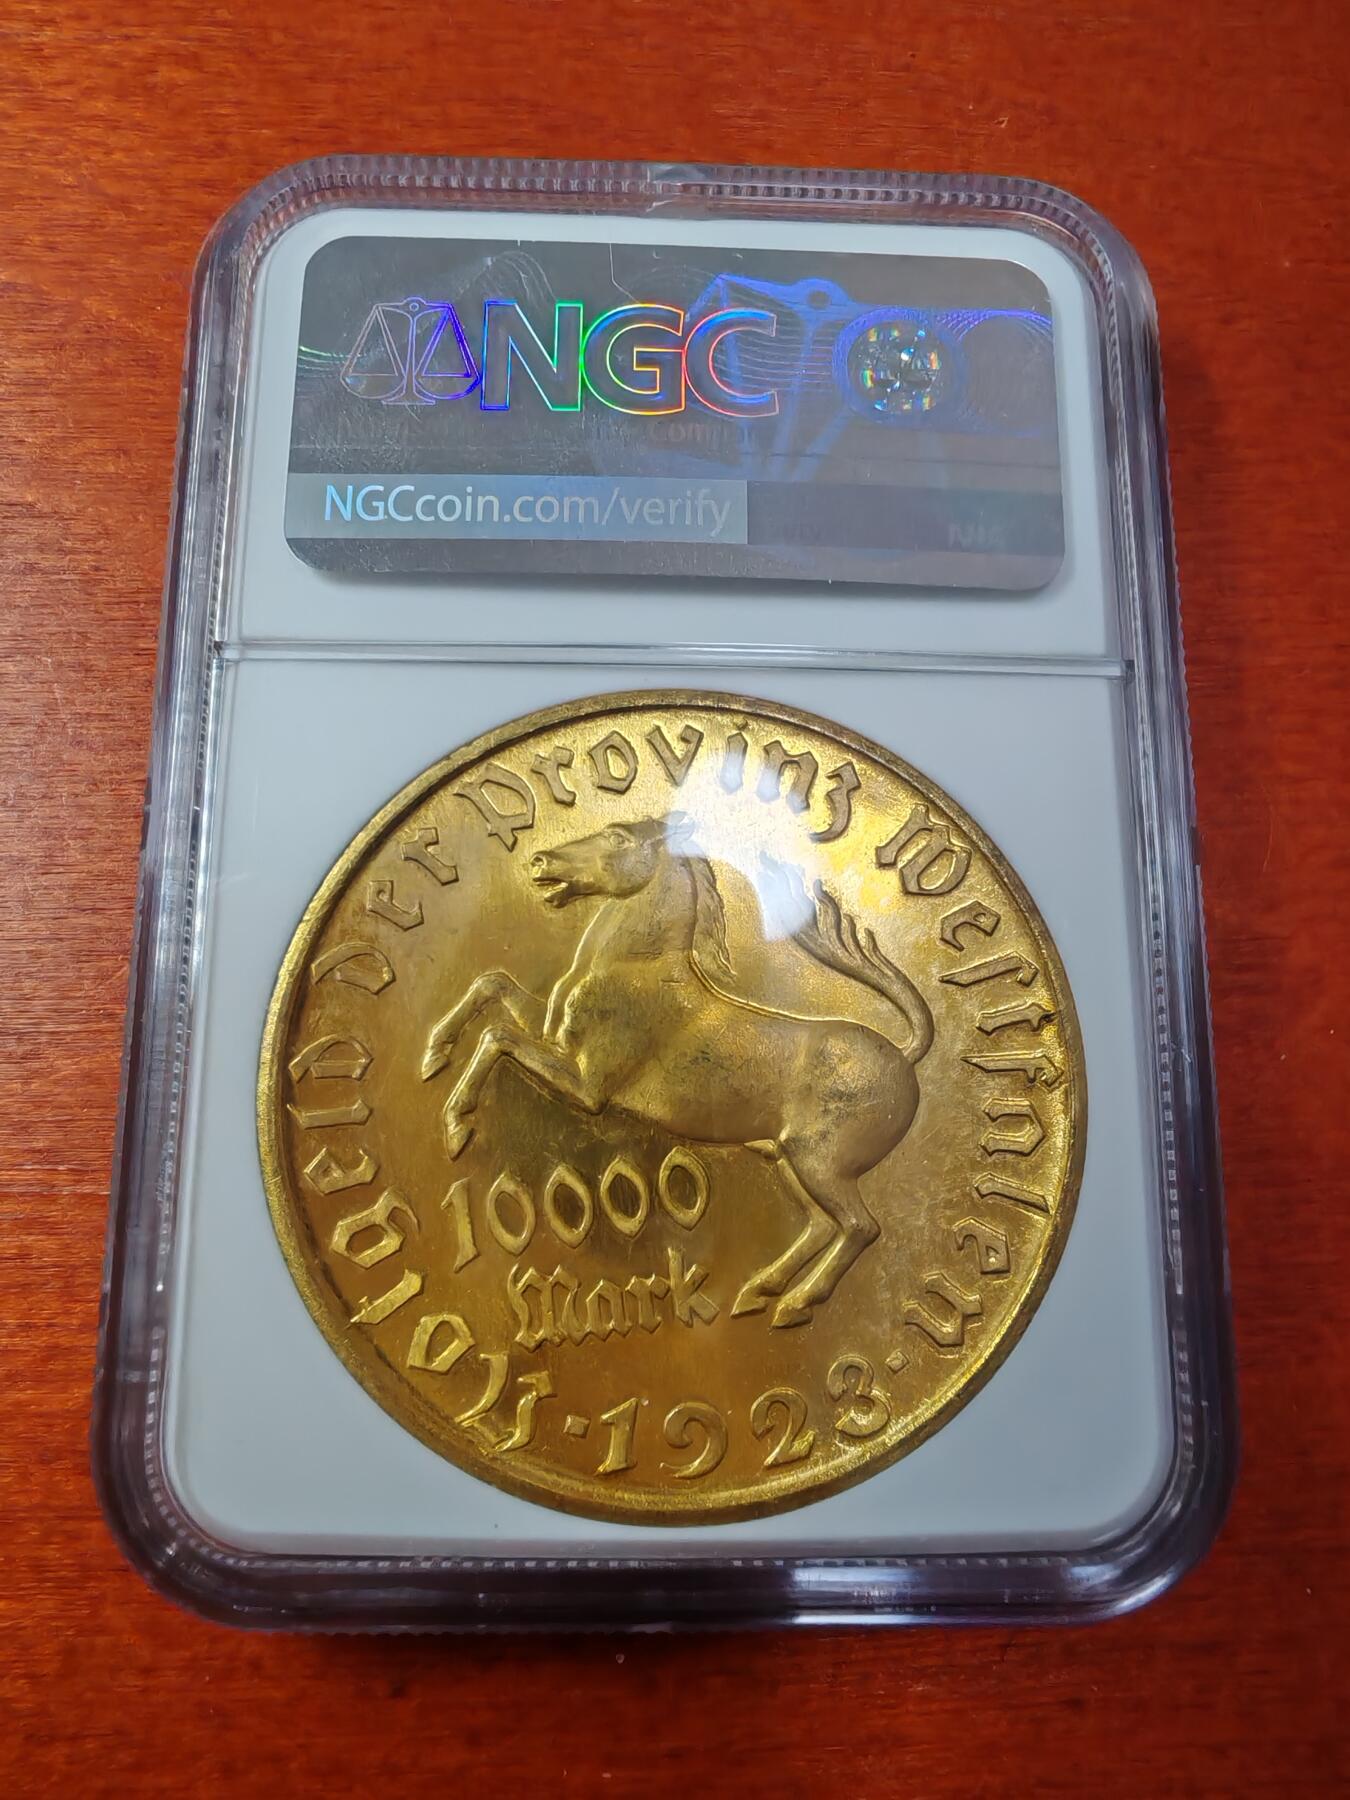 NGC
NGCcoin.com/verify
Notgeld der Provinz Westfalen · 1923 ·
10000
Mark